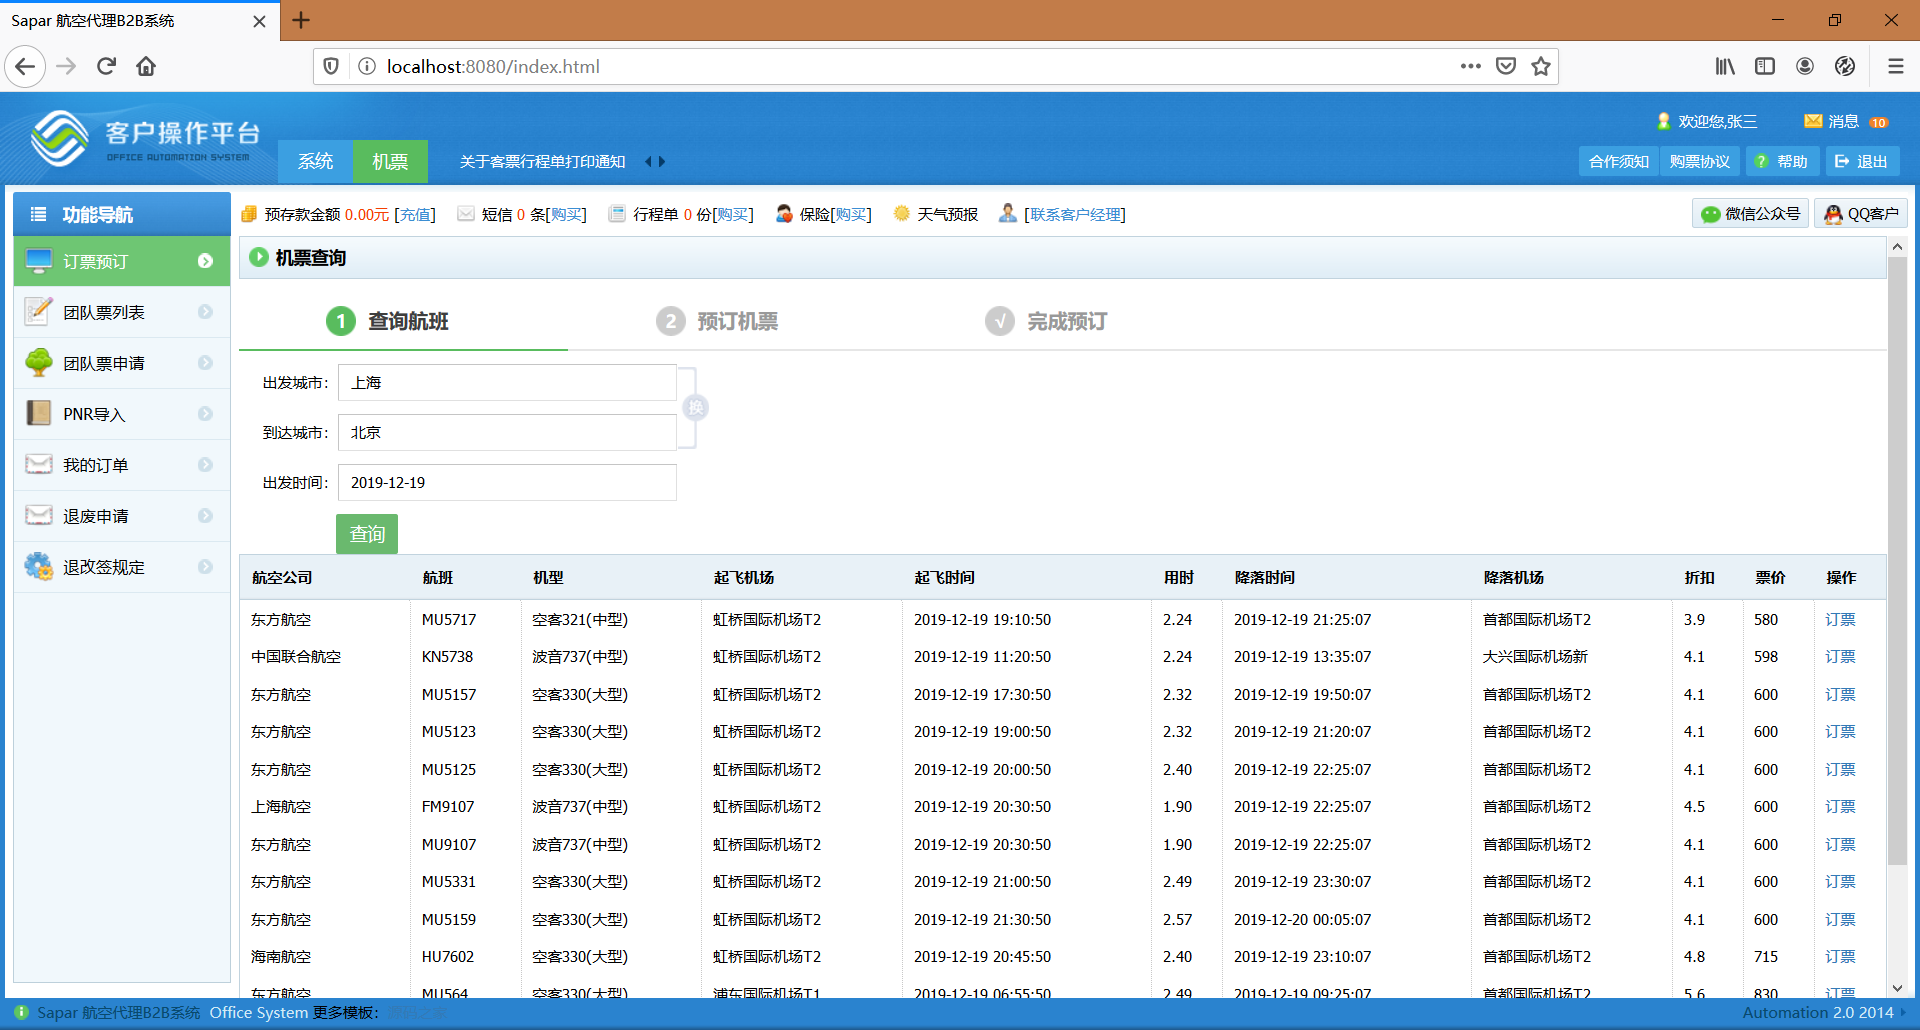 Sapar 航空代理B2B系统
localhost:8080/index.html
客户操作平台
OFFICE AUTOMATION SYSTEM
系统 机票 关于客票行程单打印通知
欢迎您,张三 消息 10
合作须知 购票协议 ? 帮助 退出
功能导航
订票预订
团队票列表
团队票申请
PNR导入
我的订单
退废申请
退改签规定
预存款金额 0.00元 [充值] 短信 0 条[购买] 行程单 0 份[购买] 保险[购买] 天气预报 [联系客户经理] 微信公众号 QQ客户
机票查询
1 查询航班 2 预订机票 √ 完成预订
出发城市: 上海
换
到达城市: 北京
出发时间: 2019-12-19
查询
航空公司 航班 机型 起飞机场 起飞时间 用时 降落时间 降落机场 折扣 票价 操作
东方航空 MU5717 空客321(中型) 虹桥国际机场T2 2019-12-19 19:10:50 2.24 2019-12-19 21:25:07 首都国际机场T2 3.9 580 订票
中国联合航空 KN5738 波音737(中型) 虹桥国际机场T2 2019-12-19 11:20:50 2.24 2019-12-19 13:35:07 大兴国际机场新 4.1 598 订票
东方航空 MU5157 空客330(大型) 虹桥国际机场T2 2019-12-19 17:30:50 2.32 2019-12-19 19:50:07 首都国际机场T2 4.1 600 订票
东方航空 MU5123 空客330(大型) 虹桥国际机场T2 2019-12-19 19:00:50 2.32 2019-12-19 21:20:07 首都国际机场T2 4.1 600 订票
东方航空 MU5125 空客330(大型) 虹桥国际机场T2 2019-12-19 20:00:50 2.40 2019-12-19 22:25:07 首都国际机场T2 4.1 600 订票
上海航空 FM9107 波音737(中型) 虹桥国际机场T2 2019-12-19 20:30:50 1.90 2019-12-19 22:25:07 首都国际机场T2 4.5 600 订票
东方航空 MU9107 波音737(中型) 虹桥国际机场T2 2019-12-19 20:30:50 1.90 2019-12-19 22:25:07 首都国际机场T2 4.1 600 订票
东方航空 MU5331 空客330(大型) 虹桥国际机场T2 2019-12-19 21:00:50 2.49 2019-12-19 23:30:07 首都国际机场T2 4.1 600 订票
东方航空 MU5159 空客330(大型) 虹桥国际机场T2 2019-12-19 21:30:50 2.57 2019-12-20 00:05:07 首都国际机场T2 4.1 600 订票
海南航空 HU7602 空客330(大型) 虹桥国际机场T2 2019-12-19 20:45:50 2.40 2019-12-19 23:10:07 首都国际机场T2 4.8 715 订票
东方航空 MU564 空客330(大型) 浦东国际机场T1 2019-12-19 06:55:50 2.49 2019-12-19 09:25:07 首都国际机场T2 5.6 830 订票
Sapar 航空代理B2B系统 Office System 更多模板:
Automation 2.0 2014